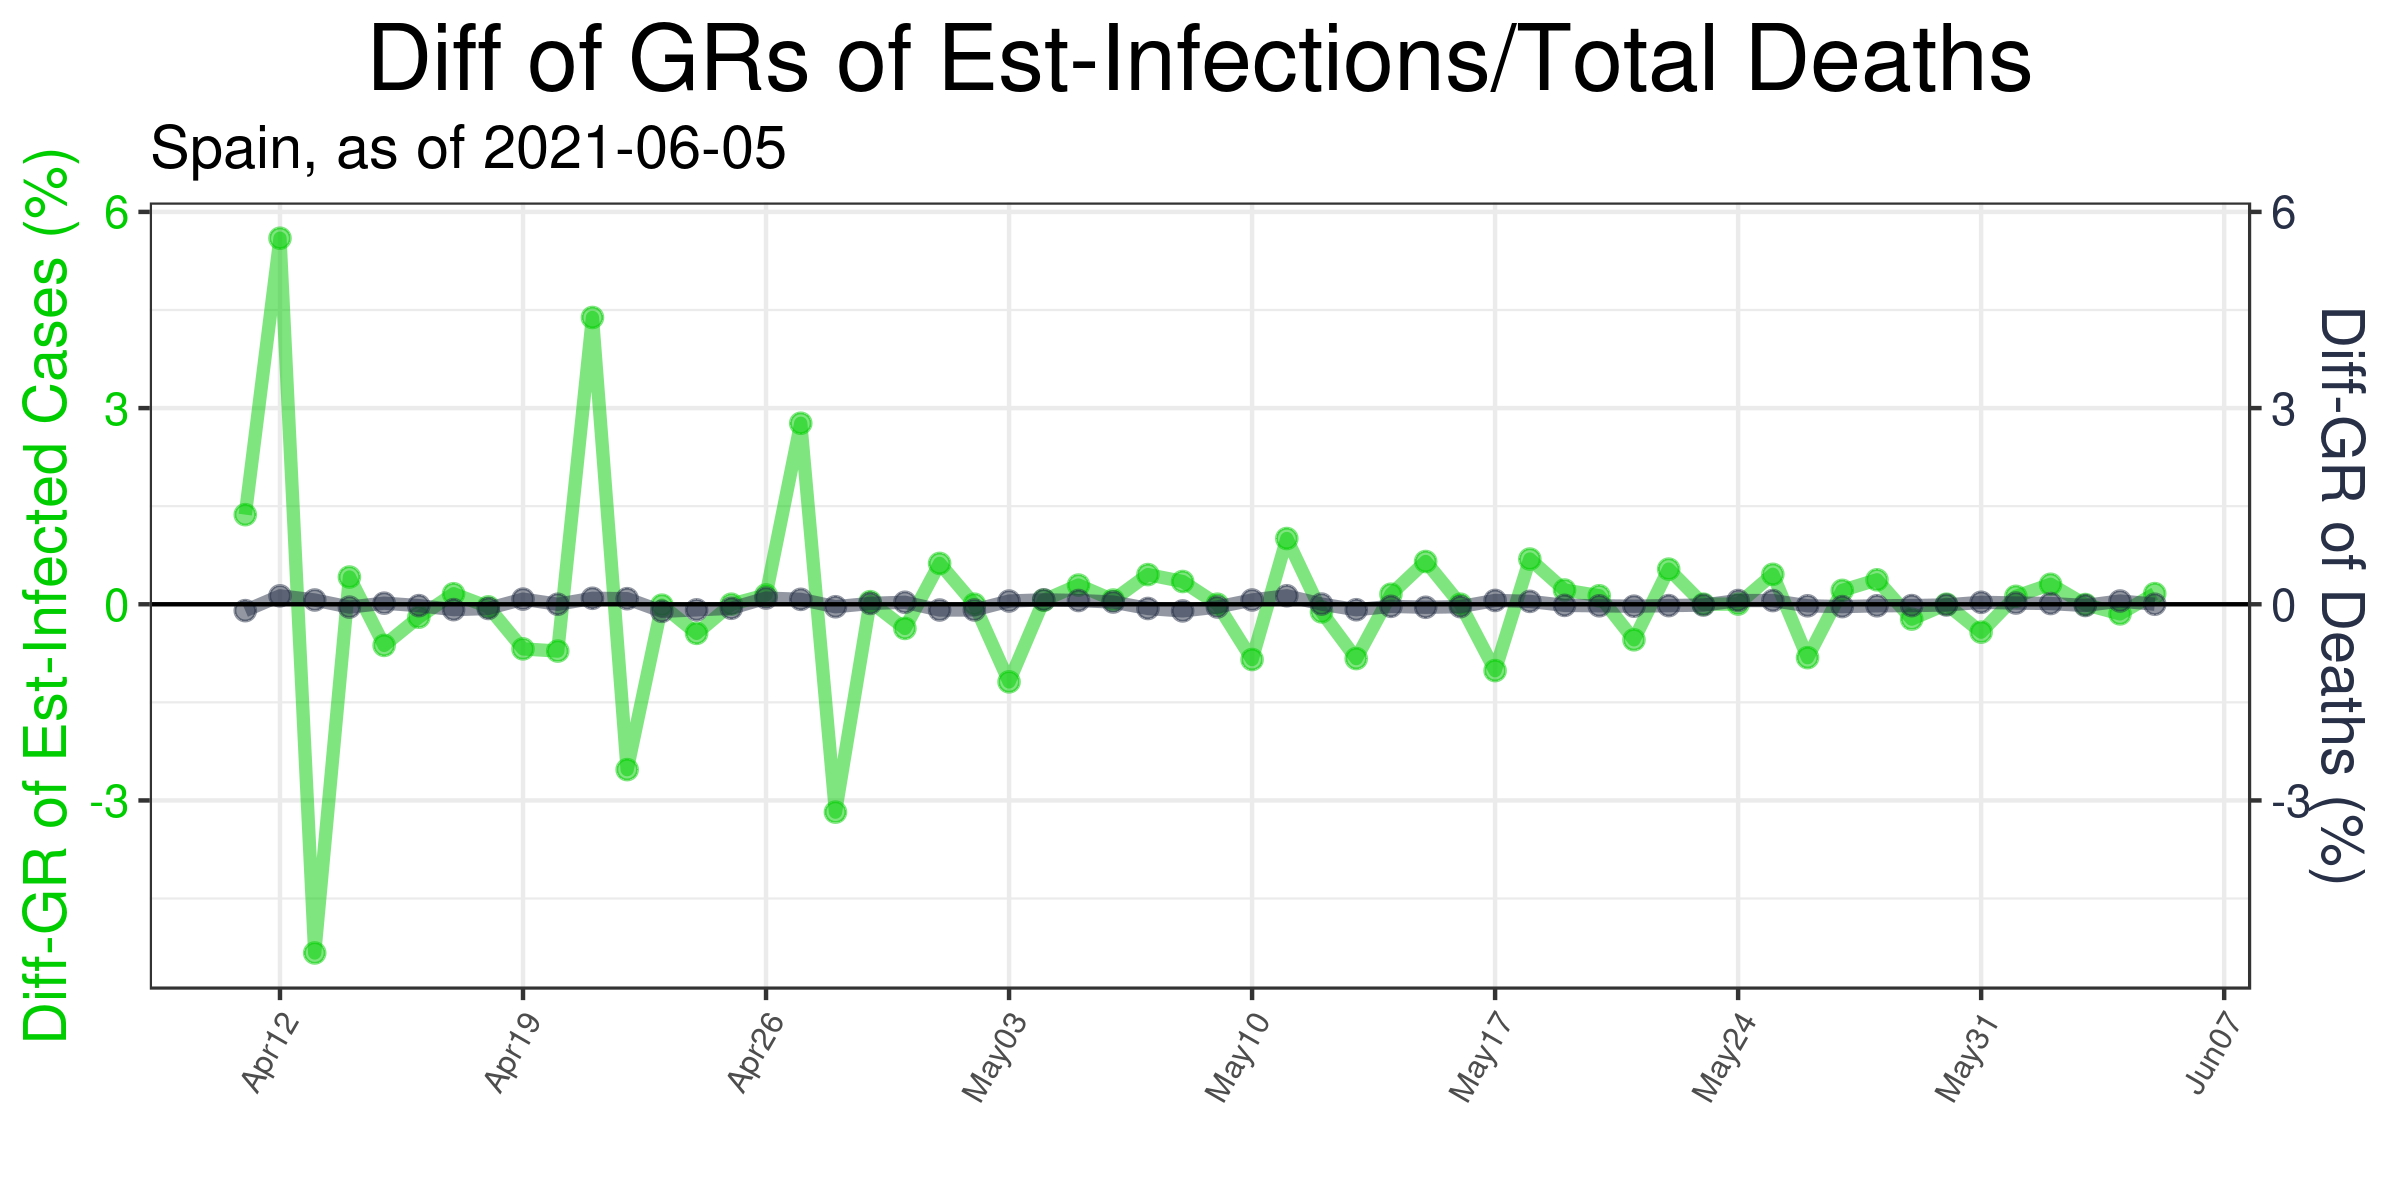 Diff of GRs of Est-Infections/Total Deaths
Spain, as of 2021-06-05
Diff-GR of Est-Infected Cases (%)
6
3
0
-3
6
3
0
-3
Diff-GR of Deaths (%)
Apr12
Apr19
Apr26
May03
May10
May17
May24
May31
Jun07